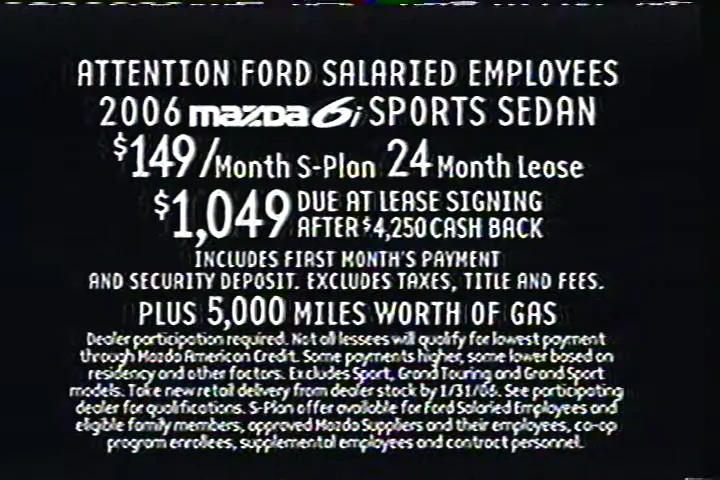 ATTENTION FORD SALARIED EMPLOYEES
2006 mazda6i SPORTS SEDAN
$149/Month S-Plan 24 Month Lease
$1,049 DUE AT LEASE SIGNING
AFTER $4,250 CASH BACK
INCLUDES FIRST MONTH'S PAYMENT
AND SECURITY DEPOSIT. EXCLUDES TAXES, TITLE AND FEES.
PLUS 5,000 MILES WORTH OF GAS
Dealer participation required. Not all lessees will qualify for lowest payment
through Mazda American Credit. Some payments higher, some lower based on
residency and other factors. Excludes Sport, Grand Touring and Grand Sport
models. Take new retail delivery from dealer stock by 1/31/06. See participating
dealer for qualifications. S-Plan offer available for Ford Salaried Employees and
eligible family members, approved Mazda Suppliers and their employees, co-op
program enrollees, supplemental employees and contract personnel.